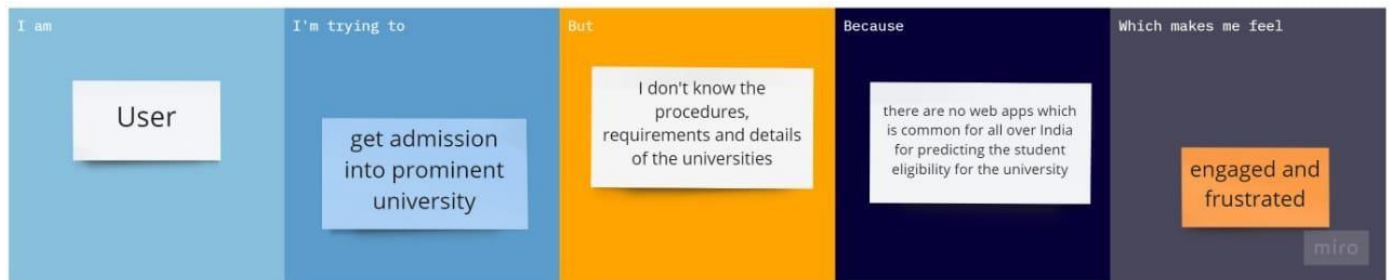 I am
User
I'm trying to
get admission
into prominent
university
But
I don't know the
procedures,
requirements and details
of the universities
Because
there are no web apps which
is common for all over India
for predicting the student
eligibility for the university
Which makes me feel
engaged and
frustrated
miro